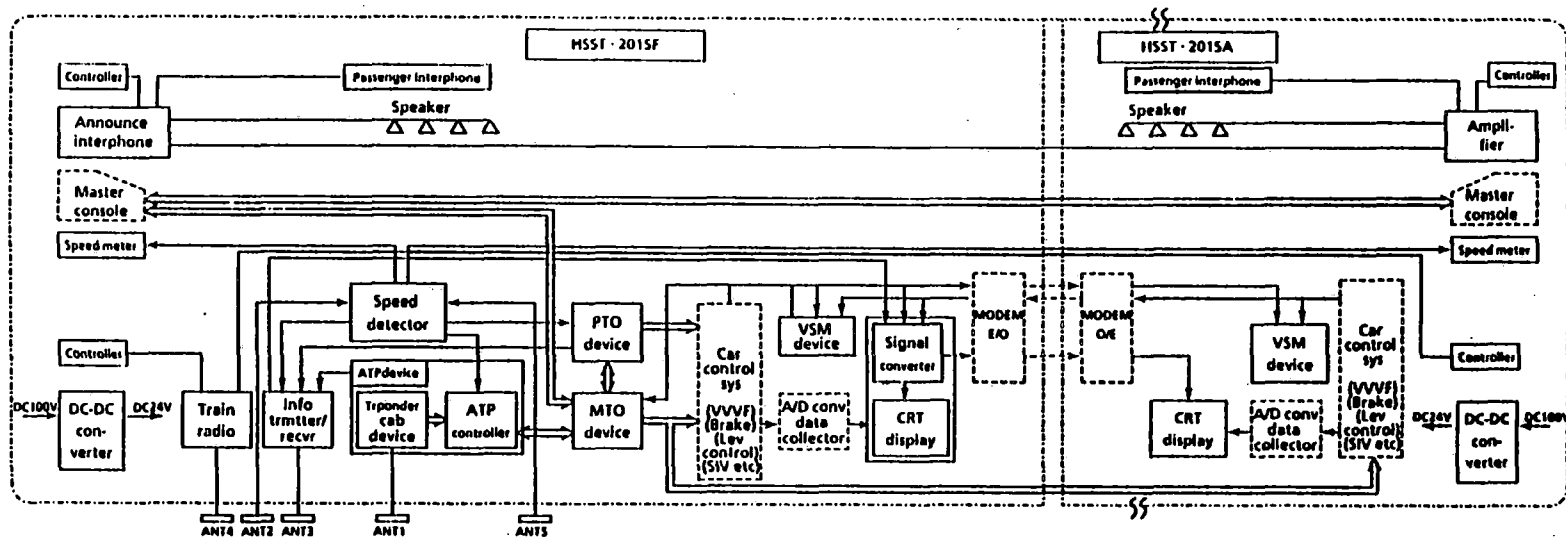 HSST · 201SF
HSST · 201SA
Controller
Passenger Interphone
Passenger interphone
Controller
Speaker
Speaker
Announce
interphone
Ampli-
fier
Master
console
Master
console
Speed meter
Speed meter
Speed
detector
PTO
device
Car
control
sys
(VVVF)
(Brake)
(Lev
control)
(SIV etc)
VSM
device
Signal
converter
MODEM
E/O
MODEM
O/E
VSM
device
Car
control
sys
(VVVF)
(Brake)
(Lev
control)
(SIV etc)
Controller
Controller
DC100V
DC-DC
con-
verter
DC24V
Train
radio
Info
trmtter/
recvr
ATPdevice
Trponder
cab
device
ATP
controller
MTO
device
A/D conv
data
collector
CRT
display
CRT
display
A/D conv
data
collector
DC24V
DC-DC
con-
verter
DC100V
ANT4
ANT2
ANT3
ANT1
ANT5